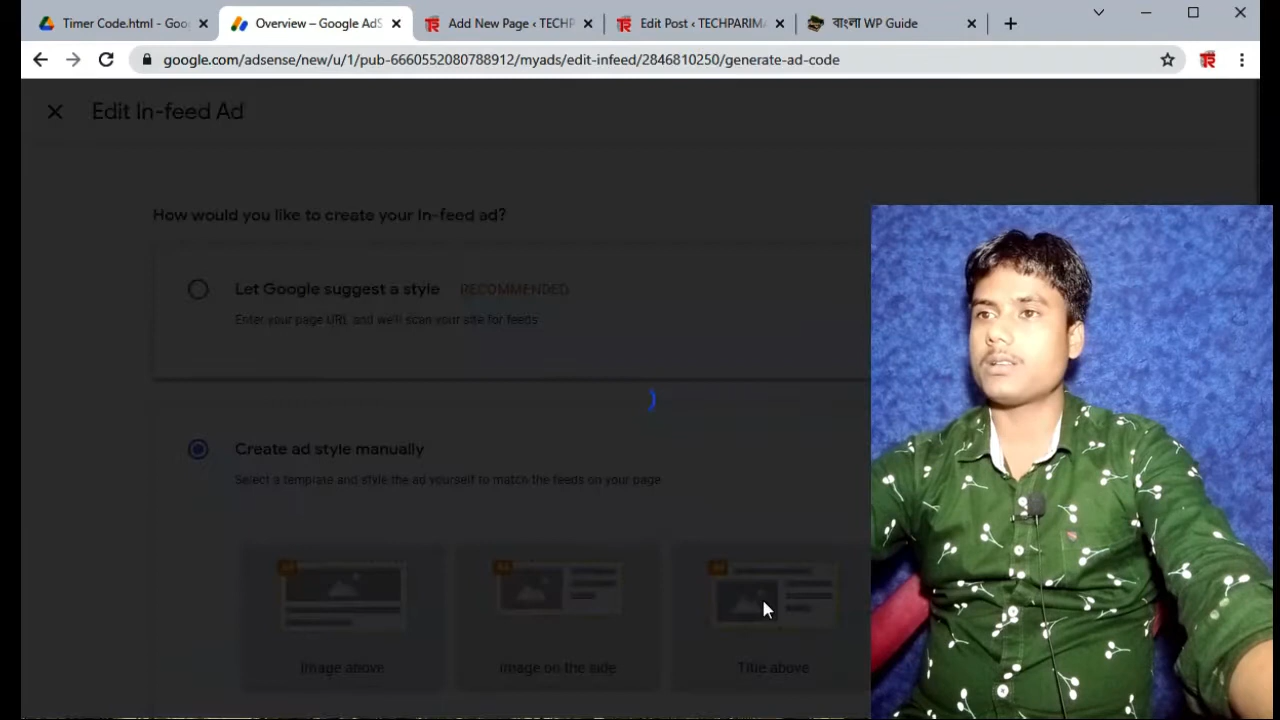 Timer Code.html - Goo
Overview – Google AdS
Add New Page ‹ TECHP
Edit Post ‹ TECHPARIMA
বাংলা WP Guide
google.com/adsense/new/u/1/pub-6660552080788912/myads/edit-infeed/2846810250/generate-ad-code
Edit In-feed Ad
How would you like to create your In-feed ad?
Let Google suggest a style RECOMMENDED
Enter your page URL and we'll scan your site for feeds
Create ad style manually
Select a template and style the ad yourself to match the feeds on your page
Image above
Image on the side
Title above